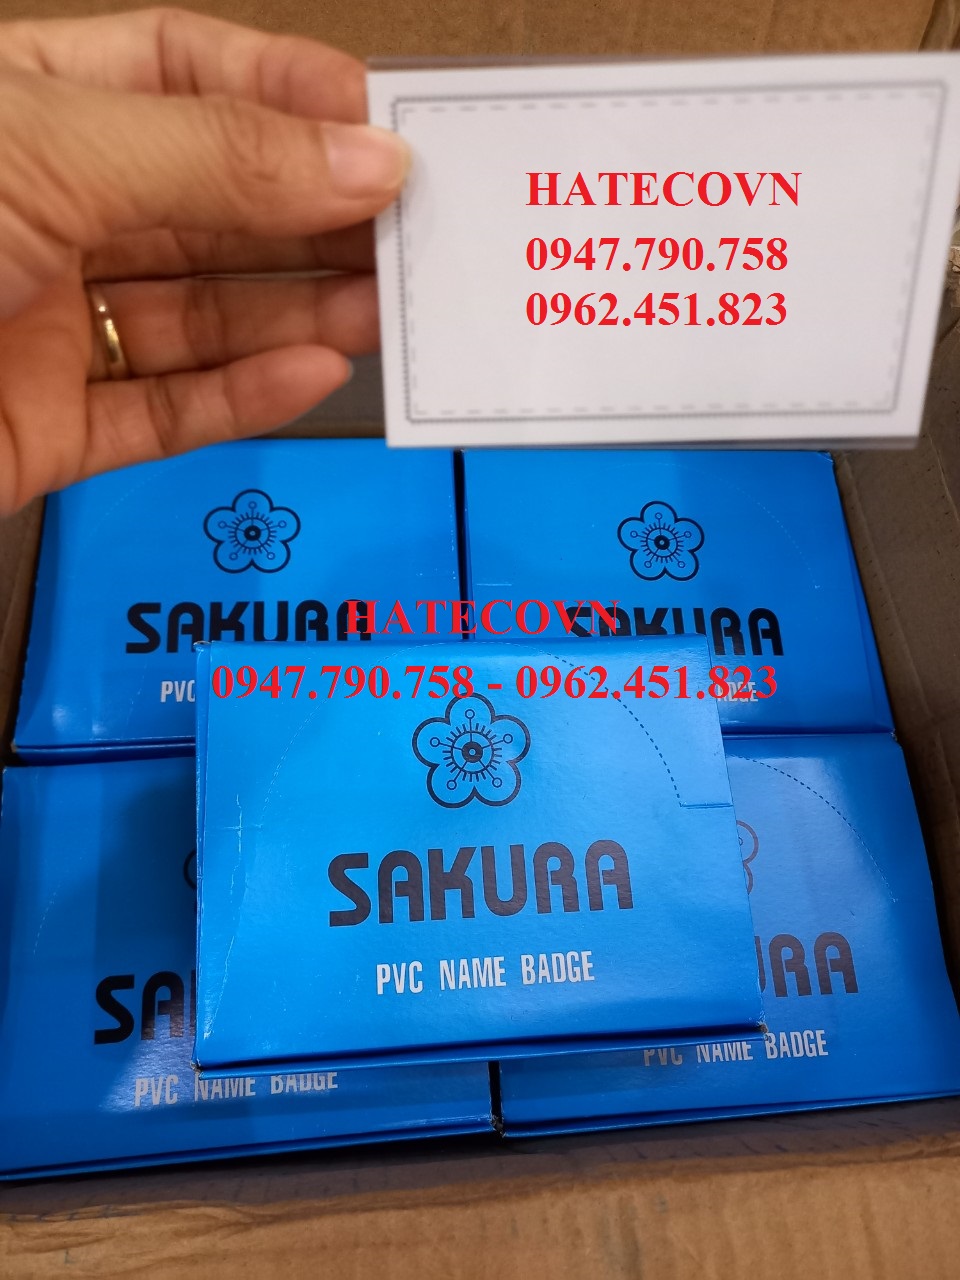 HATECOVN
0947.790.758
0962.451.823
SAKURA
SAKURA
HATECOVN
PVC
BADGE
0947.790.758 - 0962.451.823
SAKURA
PVC NAME BADGE
PVC NAME BADGE
PVC NAME BADGE